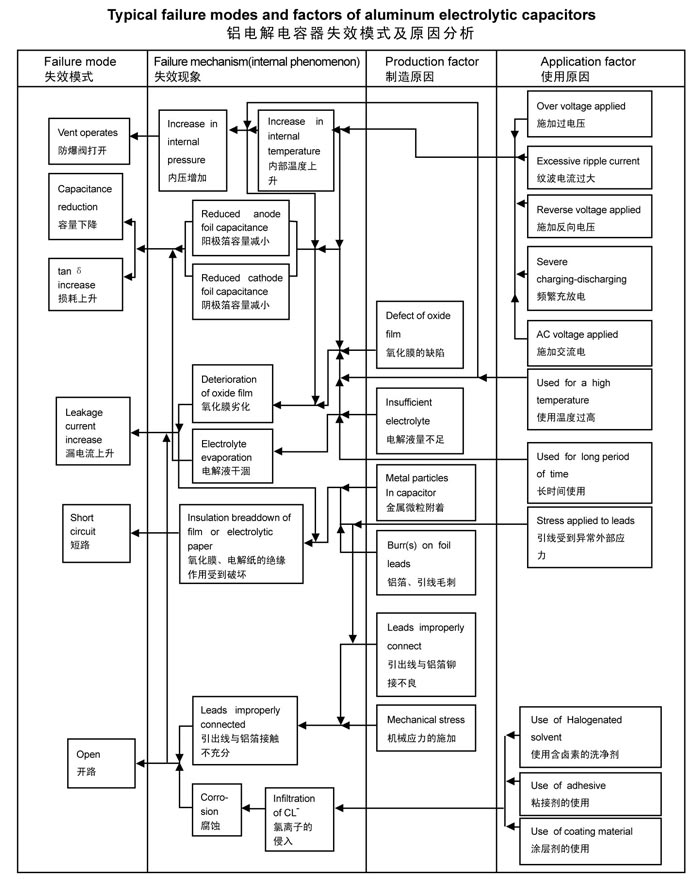 Typical failure modes and factors of aluminum electrolytic capacitors
铝电解电容器失效模式及原因分析
Failure mode
失效模式
Failure mechanism(internal phenomenon)
失效现象
Production factor
制造原因
Application factor
使用原因
Vent operates
防爆阀打开
Increase in
internal
pressure
内压增加
Increase in
internal
temperature
内部温度上
升
Over voltage applied
施加过电压
Excessive ripple current
纹波电流过大
Capacitance
reduction
容量下降
Reduced anode
foil capacitance
阳极箔容量减小
Reverse voltage applied
施加反向电压
tan δ
increase
损耗上升
Reduced cathode
foil capacitance
阴极箔容量减小
Severe
charging-discharging
频繁充放电
Defect of oxide
film
氧化膜的缺陷
AC voltage applied
施加交流电
Deterioration
of oxide film
氧化膜劣化
Used for a high
temperature
使用温度过高
Leakage
current
increase
漏电流上升
Insufficient
electrolyte
电解液量不足
Electrolyte
evaporation
电解液干涸
Used for long period
of time
长时间使用
Metal particles
In capacitor
金属微粒附着
Short
circuit
短路
Insulation breaddown of
film or electrolytic
paper
氧化膜、电解纸的绝缘
作用受到破坏
Stress applied to leads
引线受到异常外部应
力
Burr(s) on foil
leads
铝箔、引线毛刺
Leads improperly
connect
引出线与铝箔铆
接不良
Leads improperly
connected
引出线与铝箔接触
不充分
Mechanical stress
机械应力的施加
Open
开路
Use of Halogenated
solvent
使用含卤素的洗净剂
Corro-
sion
腐蚀
Infiltration
of CL⁻
氯离子的
侵入
Use of adhesive
粘接剂的使用
Use of coating material
涂层剂的使用